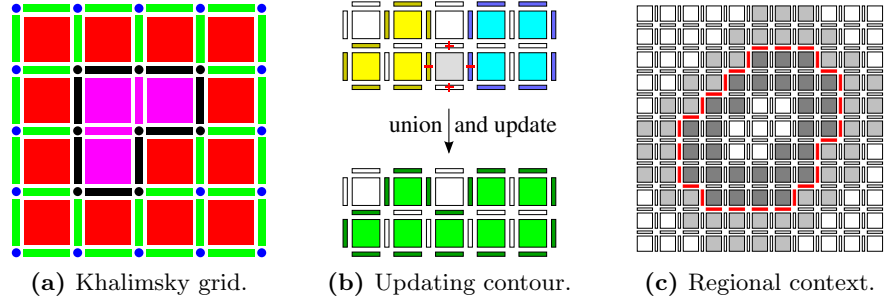 union and update
(a) Khalimsky grid.
(b) Updating contour.
(c) Regional context.